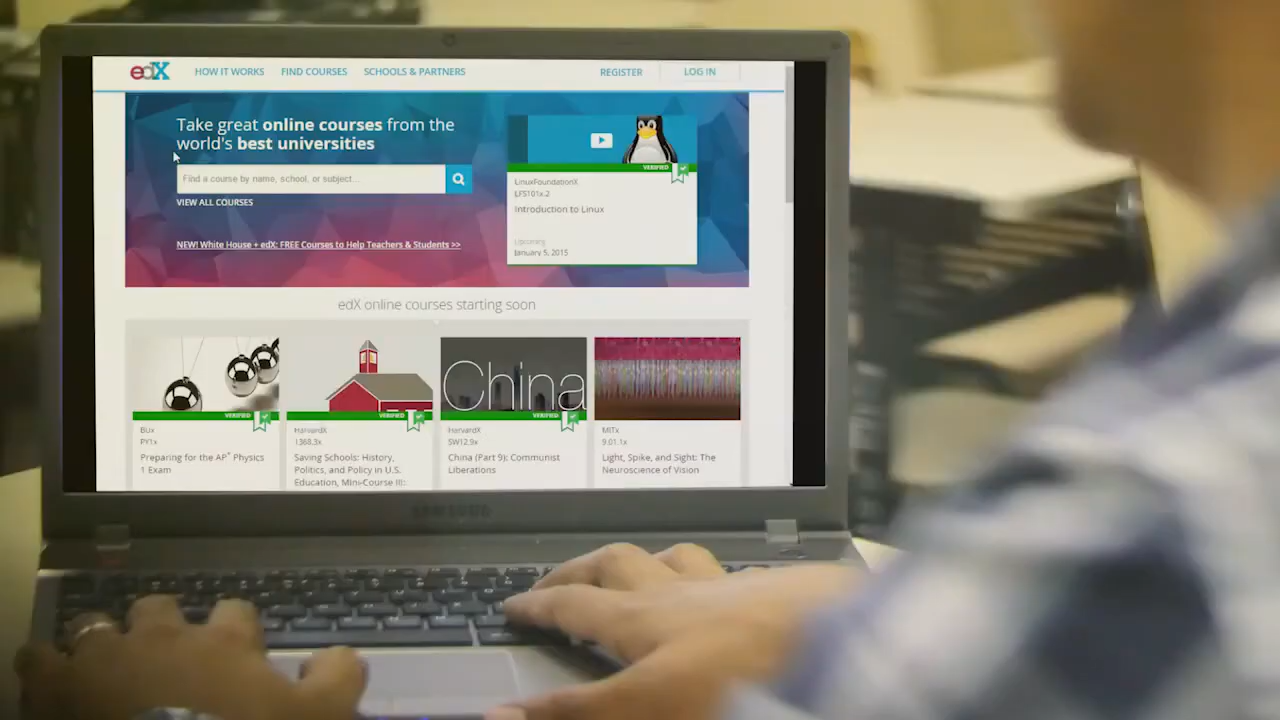 edX HOW IT WORKS FIND COURSES SCHOOLS & PARTNERS REGISTER LOG IN
Take great online courses from the
world's best universities
Find a course by name, school, or subject...
VIEW ALL COURSES
NEW! White House + edX: FREE Courses to Help Teachers & Students >>
VERIFIED
LinuxFoundationX
LFS101x.2
Introduction to Linux
Upcoming
January 5, 2015
edX online courses starting soon
VERIFIED
BUx
PY1x
Preparing for the AP* Physics
1 Exam
VERIFIED
HarvardX
1368.3x
Saving Schools: History,
Politics, and Policy in U.S.
Education, Mini-Course III:
China
VERIFIED
HarvardX
SW12.9x
China (Part 9): Communist
Liberations
MITx
9.01.1x
Light, Spike, and Sight: The
Neuroscience of Vision
SAMSUNG